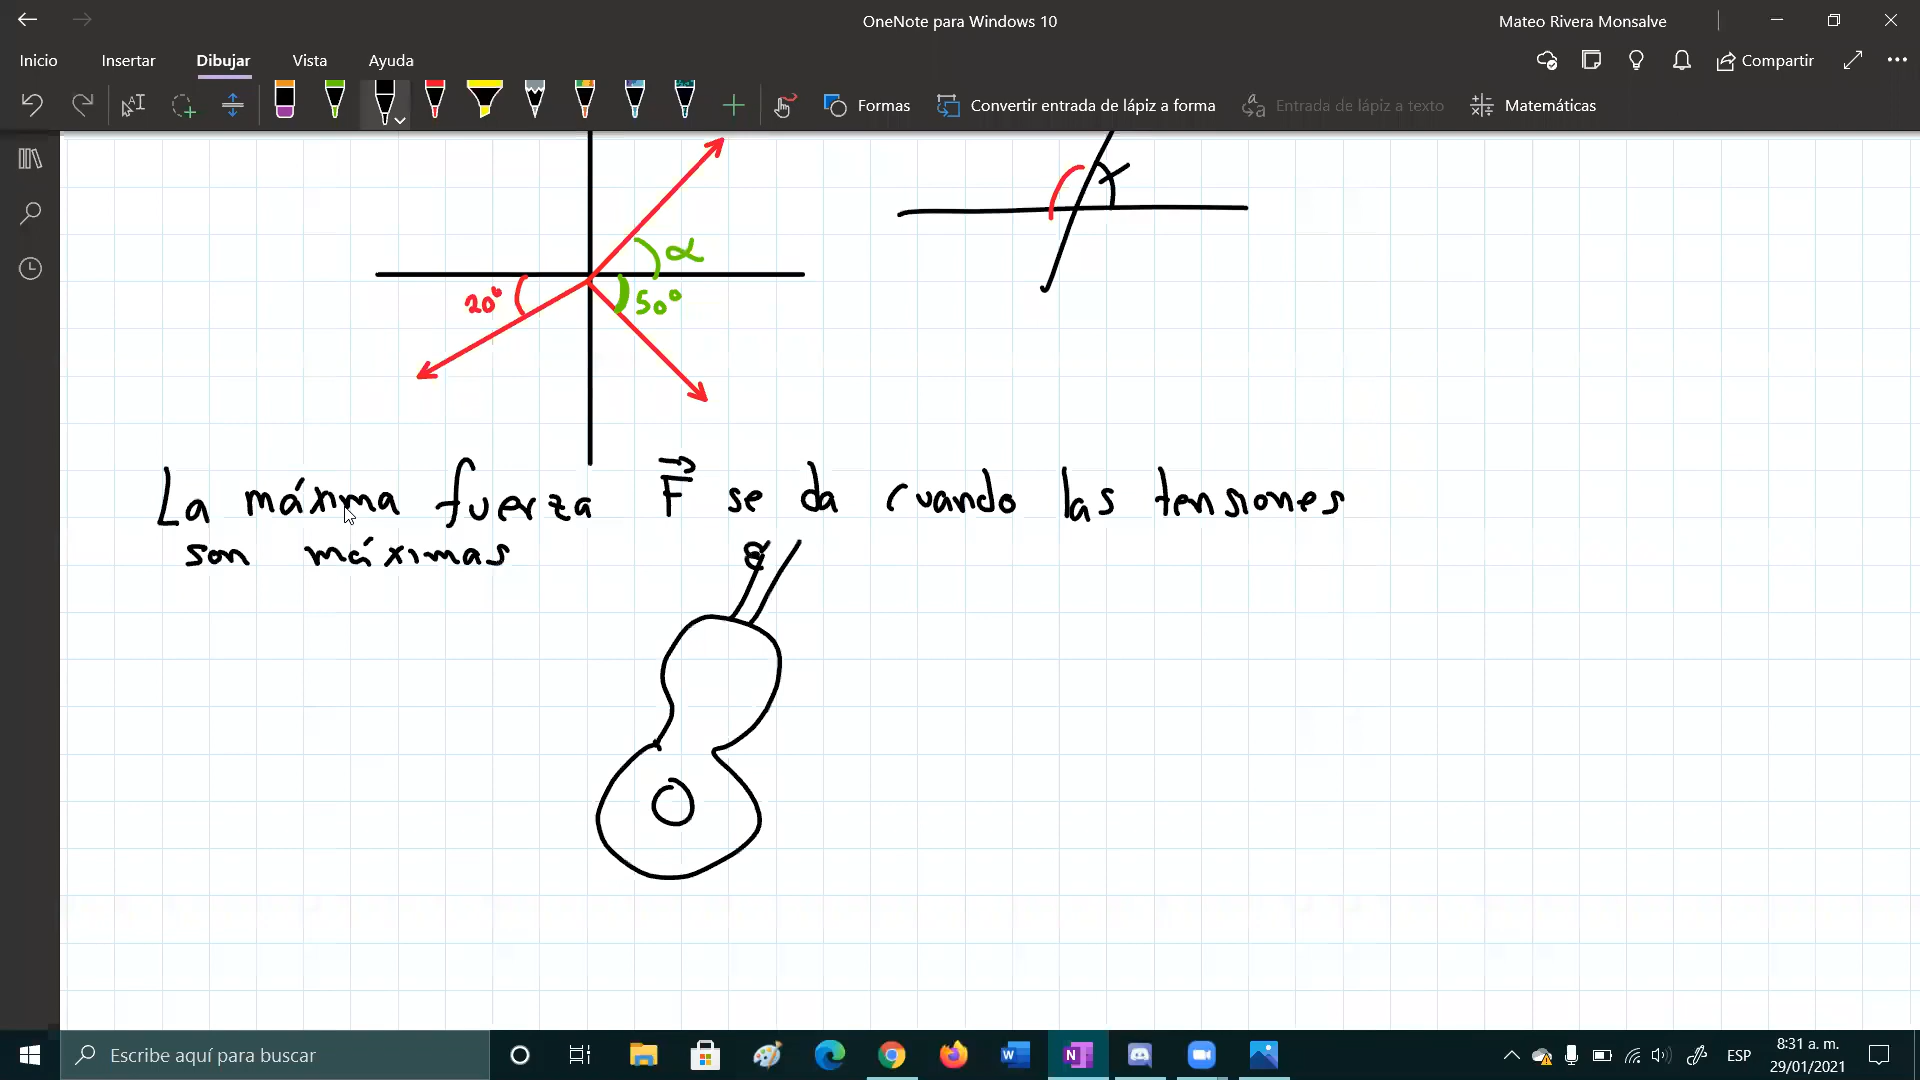 OneNote para Windows 10
Mateo Rivera Monsalve
Inicio Insertar Dibujar Vista Ayuda
Compartir
Formas Convertir entrada de lápiz a forma Entrada de lápiz a texto Matemáticas
α
20° 50°
La máxima fuerza F se da cuando las tensiones
son máximas
Escribe aquí para buscar
ESP
8:31 a. m.
29/01/2021